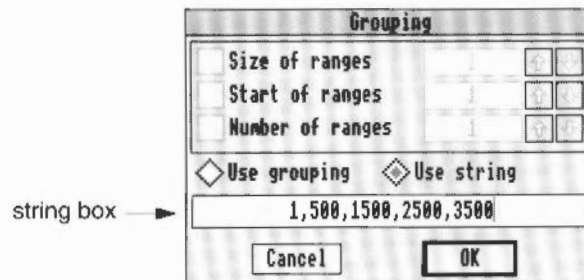 Grouping
Size of ranges 1
Start of ranges 1
Number of ranges 1
Use grouping Use string
string box 1,500,1500,2500,3500
Cancel OK